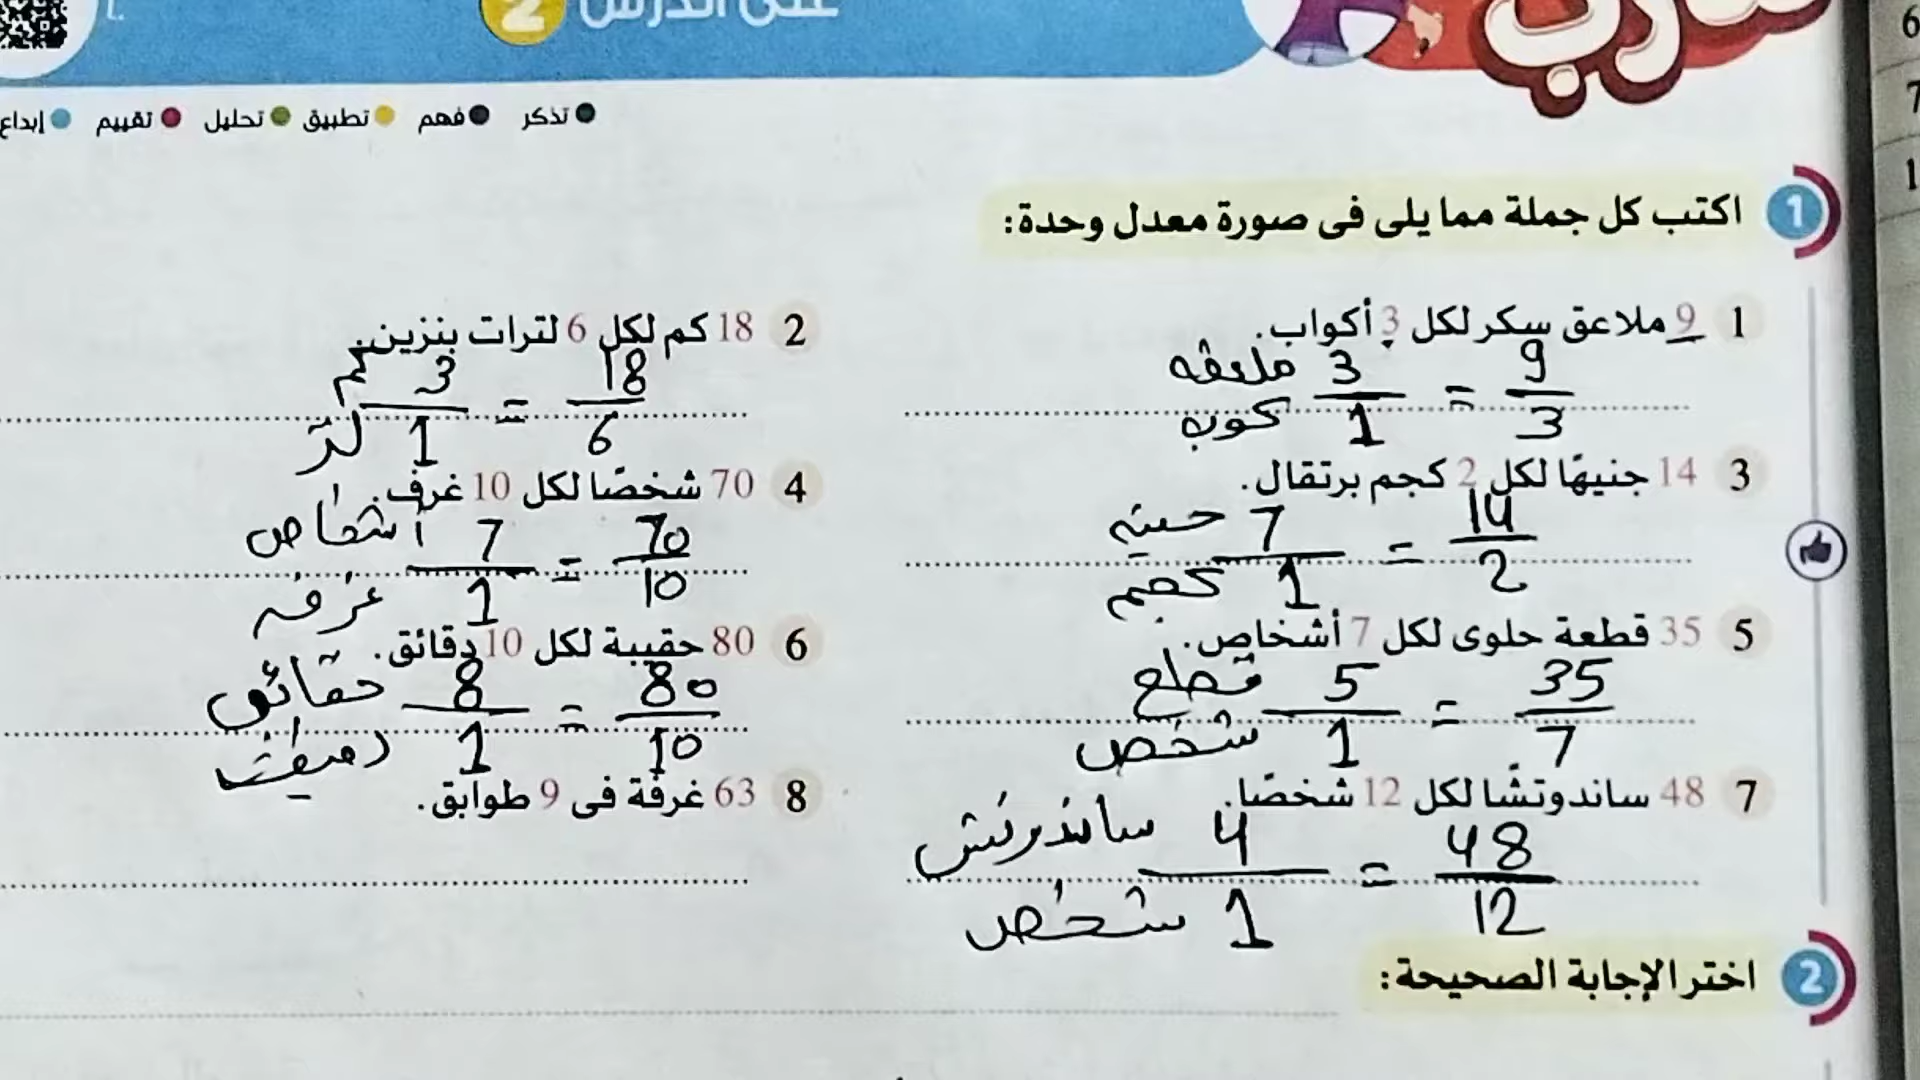 على الدرس 2
تذكر فهم تطبيق تحليل تقييم إبداع
1 اكتب كل جملة مما يلى فى صورة معدل وحدة:
1 9 ملاعق سكر لكل 3 أكواب.
9/3 = 3/1 ملعقه كوب
2 18 كم لكل 6 لترات بنزين.
18/6 = 3/1 كم لتر
3 14 جنيهًا لكل 2 كجم برتقال.
14/2 = 7/1 جنيه كجم
4 70 شخصًا لكل 10 غرف.
70/10 = 7/1 أشخاص غرفه
5 35 قطعة حلوى لكل 7 أشخاص.
35/7 = 5/1 قطع شخص
6 80 حقيبة لكل 10 دقائق.
80/10 = 8/1 حقائق
7 48 ساندوتشًا لكل 12 شخصًا.
48/12 = 4/1 ساندوتش شخص
8 63 غرفة فى 9 طوابق.
2 اختر الإجابة الصحيحة:
6
7
1